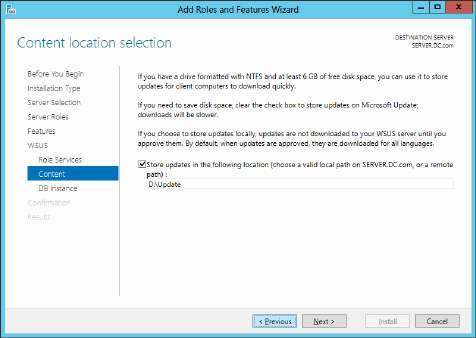 Add Roles and Features Wizard
Content location selection
DESTINATION SERVER
SERVER.DC.com
Before You Begin
Installation Type
Server Selection
Server Roles
Features
WSUS
Role Services
Content
DB Instance
Confirmation
Results
If you have a drive formatted with NTFS and at least 6 GB of free disk space, you can use it to store
updates for client computers to download quickly.
If you need to save disk space, clear the check box to store updates on Microsoft Update;
downloads will be slower.
If you choose to store updates locally, updates are not downloaded to your WSUS server until you
approve them. By default, when updates are approved, they are downloaded for all languages.
Store updates in the following location (choose a valid local path on SERVER.DC.com, or a remote
path) :
D:\Update
< Previous
Next >
Install
Cancel